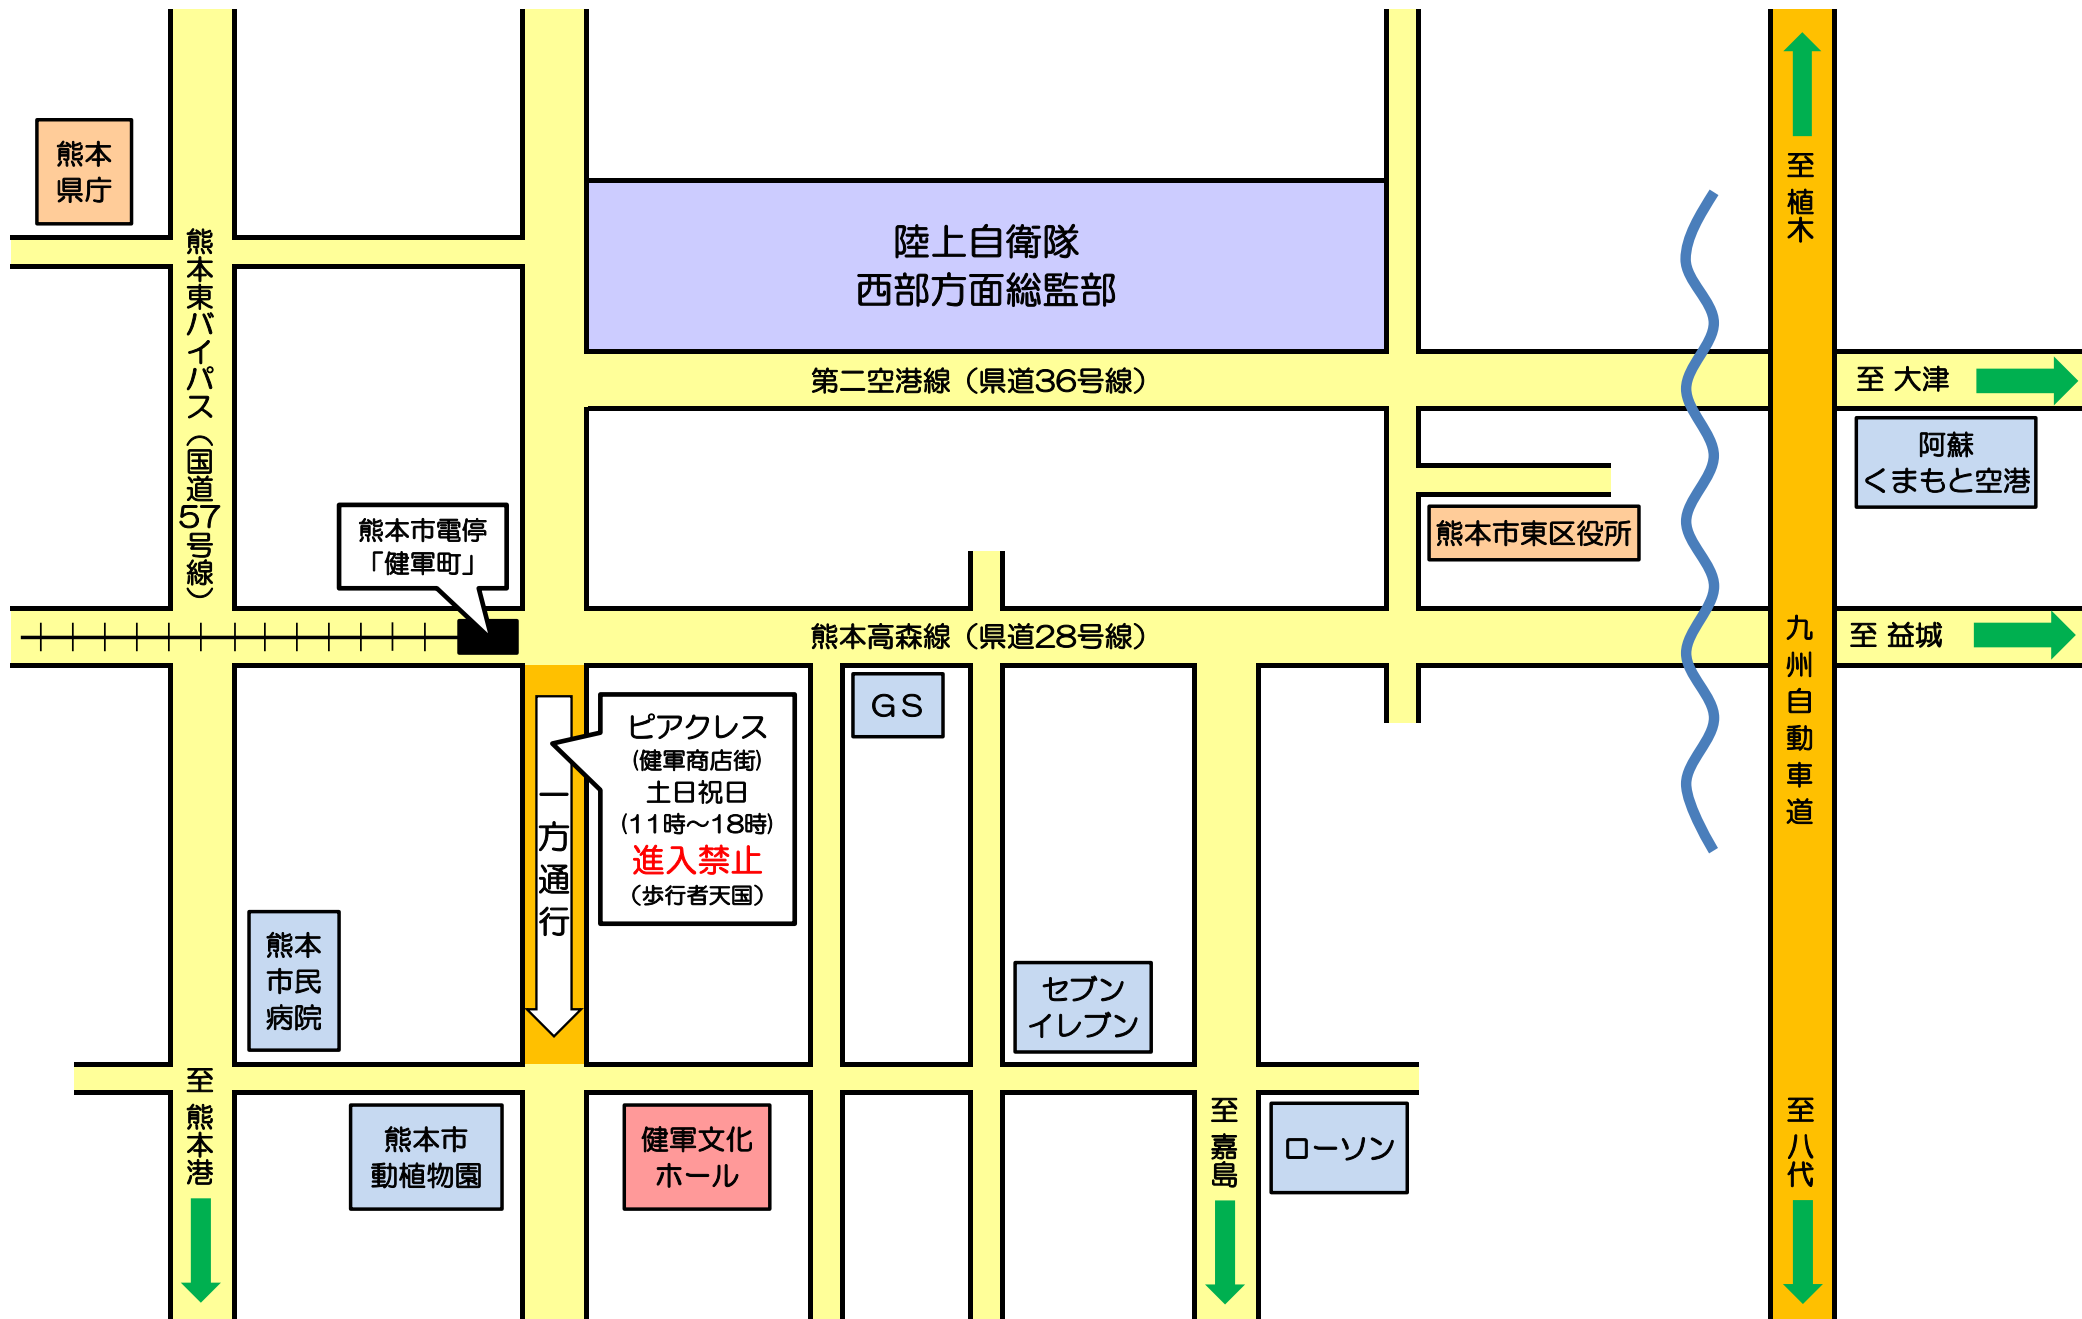 熊本
県庁
熊本東バイパス（国道57号線）
陸上自衛隊
西部方面総監部
至 植木
第二空港線（県道36号線）
至 大津
阿蘇
くまもと空港
熊本市電停
「健軍町」
熊本市東区役所
熊本高森線（県道28号線）
九州自動車道
至 益城
GS
ピアクレス
(健軍商店街)
土日祝日
(11時～18時)
進入禁止
（歩行者天国）
一方通行
熊本
市民
病院
セブン
イレブン
至 熊本港
熊本市
動植物園
健軍文化
ホール
至 嘉島
ローソン
至 八代